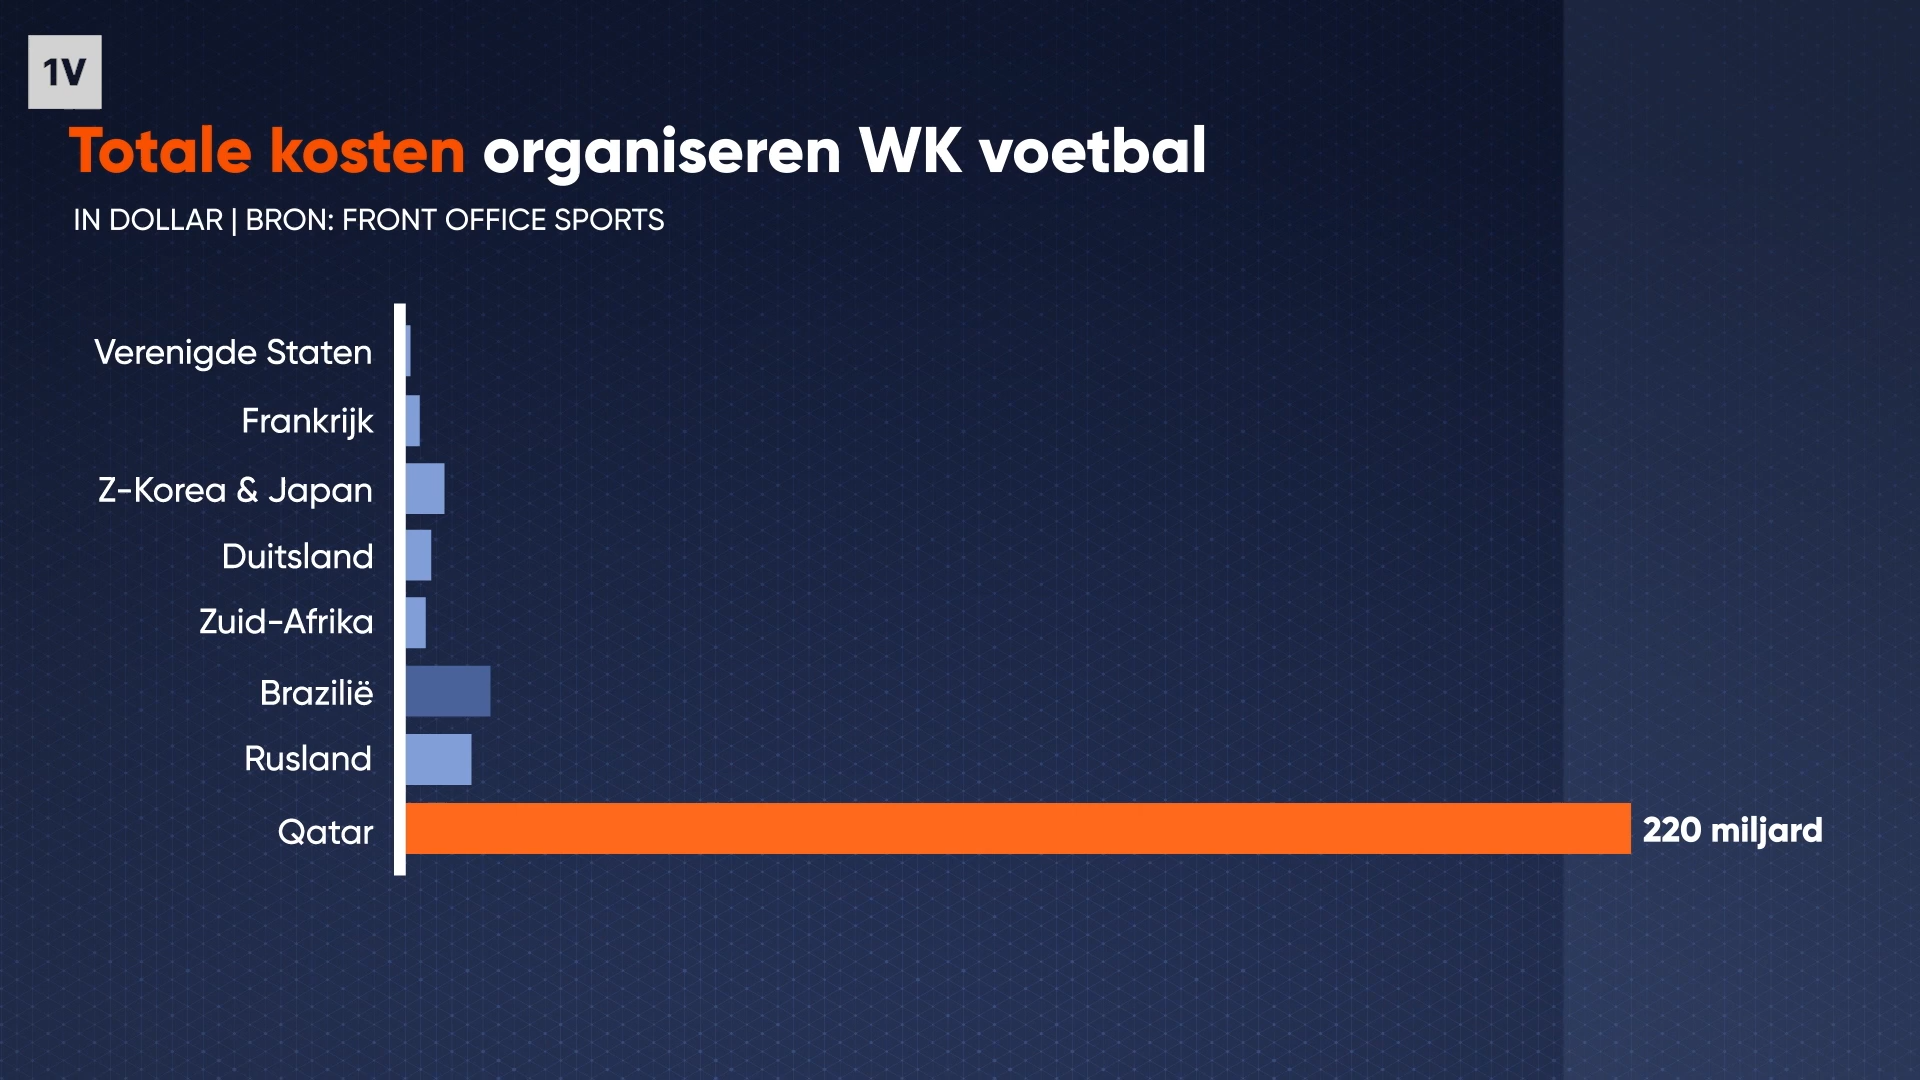 1V
Totale kosten organiseren WK voetbal
IN DOLLAR | BRON: FRONT OFFICE SPORTS
Verenigde Staten
Frankrijk
Z-Korea & Japan
Duitsland
Zuid-Afrika
Brazilië
Rusland
Qatar 220 miljard